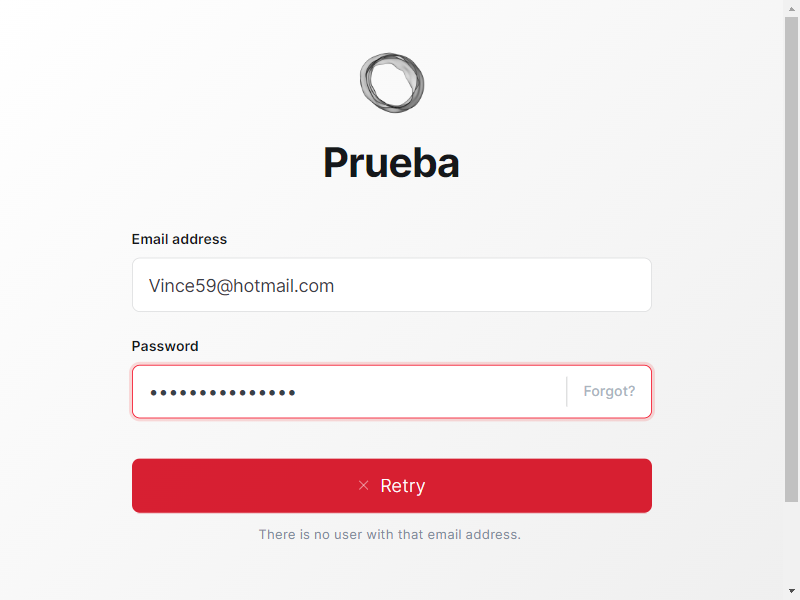 Prueba
Email address
Vince59@hotmail.com
Password
•••••••••••••••
Forgot?
Retry
There is no user with that email address.